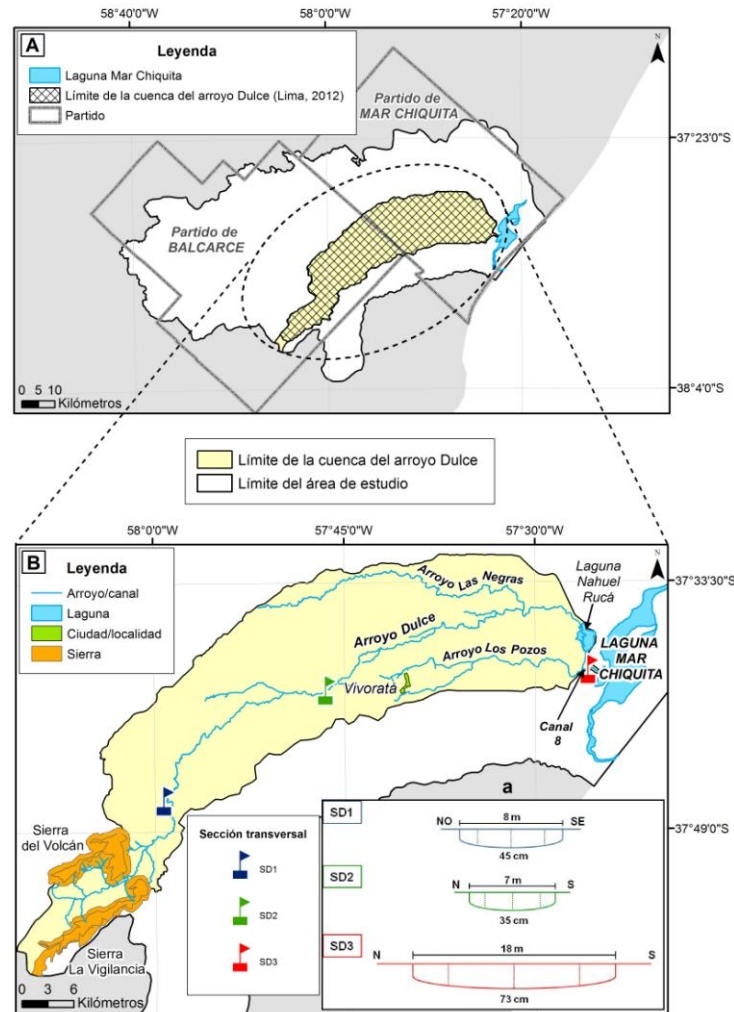 58°40'0"W
58°0'0"W
57°20'0"W
A
Leyenda
Laguna Mar Chiquita
Límite de la cuenca del arroyo Dulce (Lima, 2012)
Partido
N
Partido de
MAR CHIQUITA
37°23'0"S
Partido de
BALCARCE
0 5 10
Kilómetros
38°4'0"S
Límite de la cuenca del arroyo Dulce
Límite del área de estudio
58°0'0"W
57°45'0"W
57°30'0"W
B
Leyenda
Arroyo/canal
Laguna
Ciudad/localidad
Sierra
N
Arroyo Las Negras
Laguna
Nahuel
Rucá
37°33'30"S
Arroyo Dulce
Arroyo Los Pozos
LAGUNA
MAR
CHIQUITA
Vivoratá
Canal
8
37°49'0"S
Sierra
del Volcán
Sierra
La Vigilancia
0 3 6
Kilómetros
Sección transversal
SD1
SD2
SD3
a
SD1
NO 8 m SE
45 cm
SD2
N 7 m S
35 cm
SD3
N 18 m S
73 cm